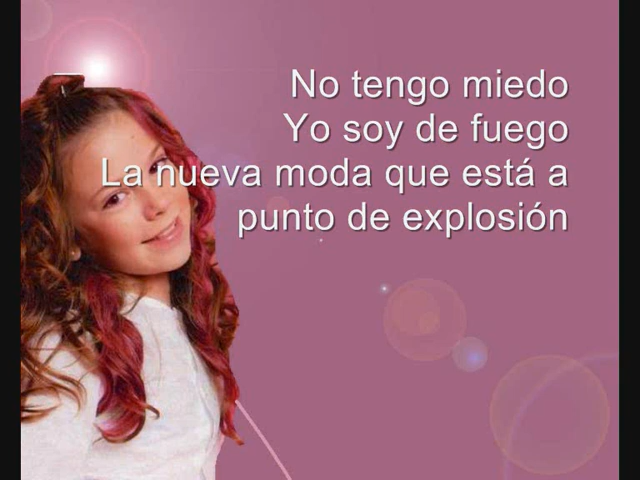 No tengo miedo
Yo soy de fuego
La nueva moda que está a
punto de explosión